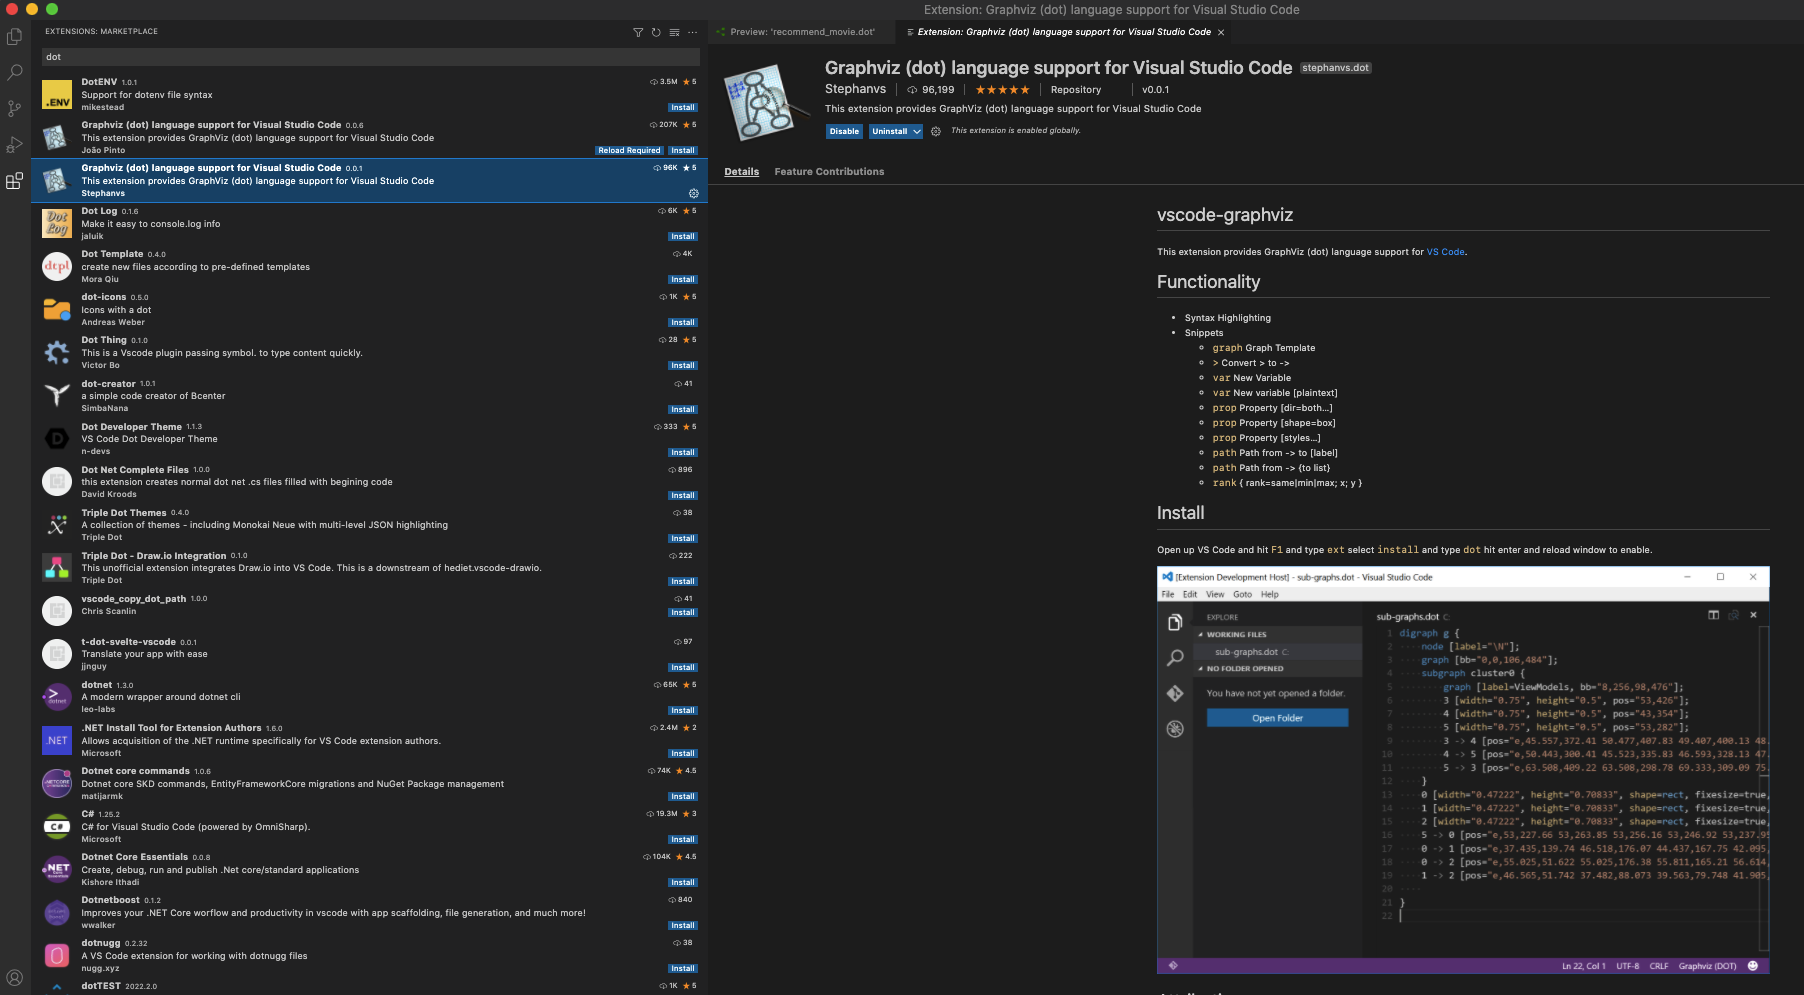 Extension: Graphviz (dot) language support for Visual Studio Code
EXTENSIONS: MARKETPLACE
dot
DotENV 1.0.1 3.5M ★ 5
Support for dotenv file syntax
mikestead Install
Graphviz (dot) language support for Visual Studio Code 0.0.6 207K ★ 5
This extension provides GraphViz (dot) language support for Visual Studio Code
João Pinto Reload Required Install
Graphviz (dot) language support for Visual Studio Code 0.0.1 96K ★ 5
This extension provides GraphViz (dot) language support for Visual Studio Code
Stephanvs
Dot Log 0.1.6 6K ★ 5
Make it easy to console.log info
jaluik Install
Dot Template 0.4.0 4K
create new files according to pre-defined templates
Mora Qiu Install
dot-icons 0.5.0 1K ★ 5
Icons with a dot
Andreas Weber Install
Dot Thing 0.1.0 28 ★ 5
This is a Vscode plugin passing symbol. to type content quickly.
Victor Bo Install
dot-creator 1.0.1 41
a simple code creator of Bcenter
SimbaNana Install
Dot Developer Theme 1.1.3 333 ★ 5
VS Code Dot Developer Theme
n-devs Install
Dot Net Complete Files 1.0.0 896
this extension creates normal dot net .cs files filled with begining code
David Kroods Install
Triple Dot Themes 0.4.0 38
A collection of themes - including Monokai Neue with multi-level JSON highlighting
Triple Dot Install
Triple Dot - Draw.io Integration 0.1.0 222
This unofficial extension integrates Draw.io into VS Code. This is a downstream of hediet.vscode-drawio.
Triple Dot Install
vscode_copy_dot_path 1.0.0 41
Chris Scanlin Install
t-dot-svelte-vscode 0.0.1 97
Translate your app with ease
jjnguy Install
dotnet 1.3.0 65K ★ 5
A modern wrapper around dotnet cli
leo-labs Install
.NET Install Tool for Extension Authors 1.6.0 2.4M ★ 2
Allows acquisition of the .NET runtime specifically for VS Code extension authors.
Microsoft Install
Dotnet core commands 1.0.6 74K ★ 4.5
Dotnet core SKD commands, EntityFrameworkCore migrations and NuGet Package management
matijarmk Install
C# 1.25.2 19.3M ★ 3
C# for Visual Studio Code (powered by OmniSharp).
Microsoft Install
Dotnet Core Essentials 0.0.8 104K ★ 4.5
Create, debug, run and publish .Net core/standard applications
Kishore Ithadi Install
Dotnetboost 0.1.2 840
Improves your .NET Core worflow and productivity in vscode with app scaffolding, file generation, and much more!
wwalker Install
dotnugg 0.2.32 38
A VS Code extension for working with dotnugg files
nugg.xyz Install
dotTEST 2022.2.0 1K ★ 5
.ENV
Dot Log
dotnet
.NET
C#
.NET
Preview: 'recommend_movie.dot'
Extension: Graphviz (dot) language support for Visual Studio Code ×
Graphviz (dot) language support for Visual Studio Code stephanvs.dot
Stephanvs 96,199 ★★★★★ Repository v0.0.1
This extension provides GraphViz (dot) language support for Visual Studio Code
Disable Uninstall This extension is enabled globally.
Details Feature Contributions
vscode-graphviz
This extension provides GraphViz (dot) language support for VS Code.
Functionality
• Syntax Highlighting
• Snippets
graph Graph Template
> Convert > to ->
var New Variable
var New variable [plaintext]
prop Property [dir=both...]
prop Property [shape=box]
prop Property [styles...]
path Path from -> to [label]
path Path from -> {to list}
rank { rank=same|min|max; x; y }
Install
Open up VS Code and hit F1 and type ext select install and type dot hit enter and reload window to enable.
[Extension Development Host] - sub-graphs.dot - Visual Studio Code
File Edit View Goto Help
EXPLORE
WORKING FILES
sub-graphs.dot C:
NO FOLDER OPENED
You have not yet opened a folder.
Open Folder
sub-graphs.dot C:
1 digraph g {
2 node [label="\N"];
3 graph [bb="0,0,106,484"];
4 subgraph cluster0 {
5 graph [label=ViewModels, bb="8,256,98,476"];
6 3 [width="0.75", height="0.5", pos="53,426"];
7 4 [width="0.75", height="0.5", pos="43,354"];
8 5 [width="0.75", height="0.5", pos="53,282"];
9 3 -> 4 [pos="e,45.557,372.41 50.477,407.83 49.407,400.13 48.
10 4 -> 5 [pos="e,50.443,300.41 45.523,335.83 46.593,328.13 47.
11 5 -> 3 [pos="e,63.508,409.22 63.508,298.78 69.333,309.09 75.
12 }
13 0 [width="0.47222", height="0.70833", shape=rect, fixesize=true,
14 1 [width="0.47222", height="0.70833", shape=rect, fixesize=true,
15 2 [width="0.47222", height="0.70833", shape=rect, fixesize=true,
16 5 -> 0 [pos="e,53,227.66 53,263.85 53,256.16 53,246.92 53,237.95
17 0 -> 1 [pos="e,37.435,139.74 46.518,176.07 44.437,167.75 42.095,
18 0 -> 2 [pos="e,55.025,51.622 55.025,176.38 55.811,165.21 56.614,
19 1 -> 2 [pos="e,46.565,51.742 37.482,88.073 39.563,79.748 41.905,
20
21 }
22
Ln 22, Col 1 UTF-8 CRLF Graphviz (DOT)